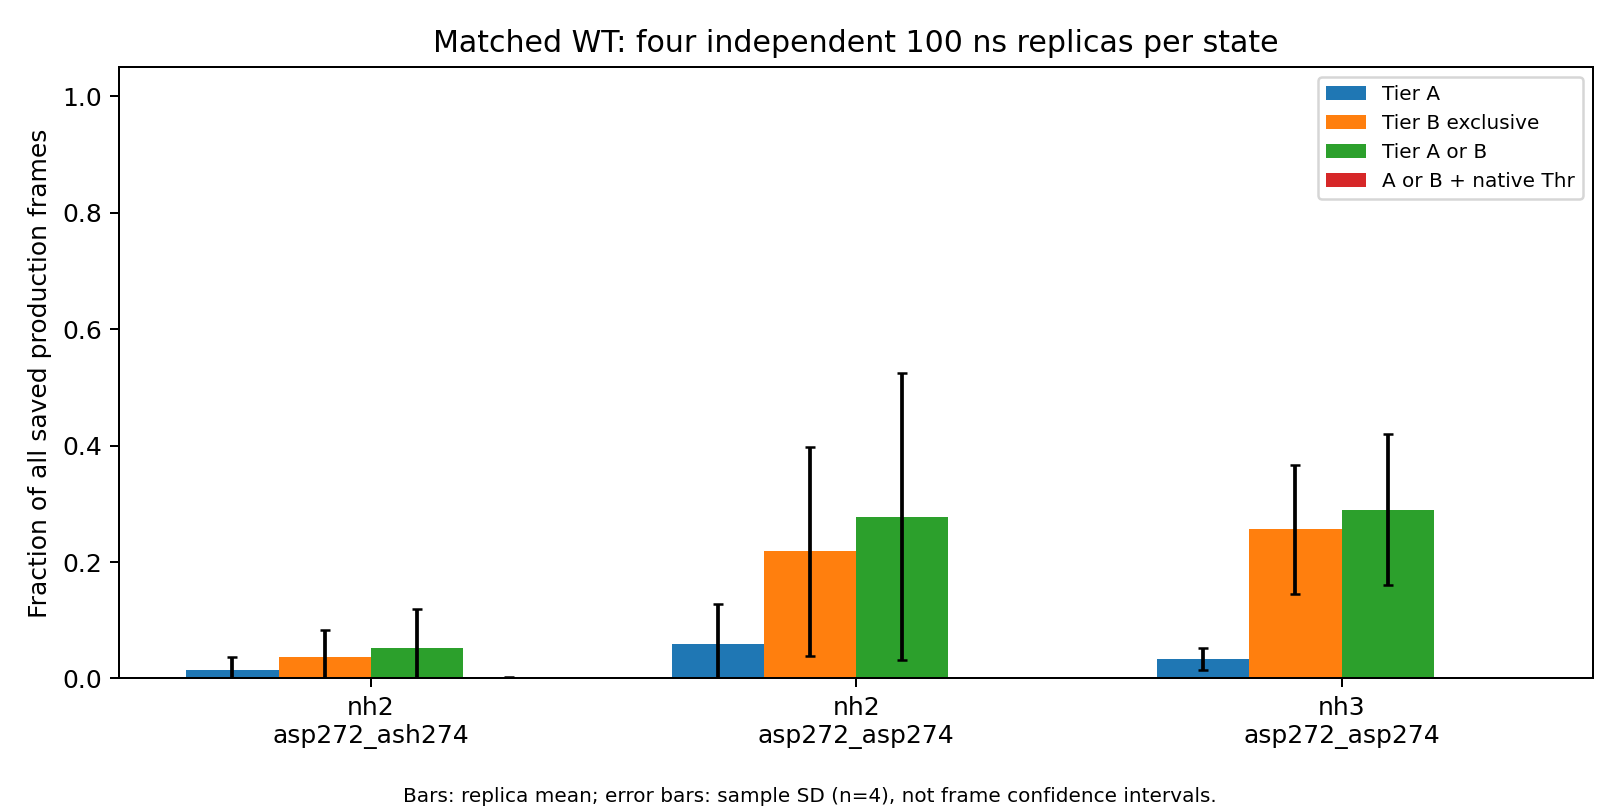 Matched WT: four independent 100 ns replicas per state
Fraction of all saved production frames
1.0
0.8
0.6
0.4
0.2
0.0
Tier A
Tier B exclusive
Tier A or B
A or B + native Thr
nh2
asp272_ash274
nh2
asp272_asp274
nh3
asp272_asp274
Bars: replica mean; error bars: sample SD (n=4), not frame confidence intervals.